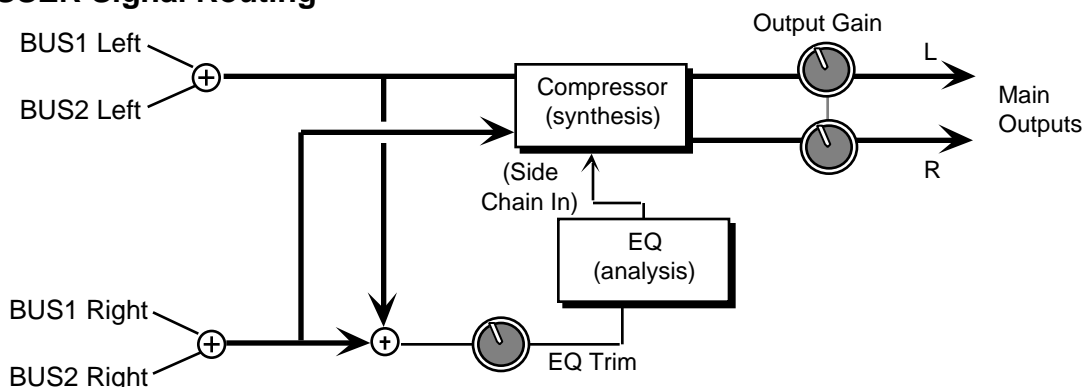 Signal Routing
BUS1 Left
BUS2 Left
Output Gain
L
Compressor
(synthesis)
Main
Outputs
R
(Side
Chain In)
EQ
(analysis)
BUS1 Right
BUS2 Right
EQ Trim